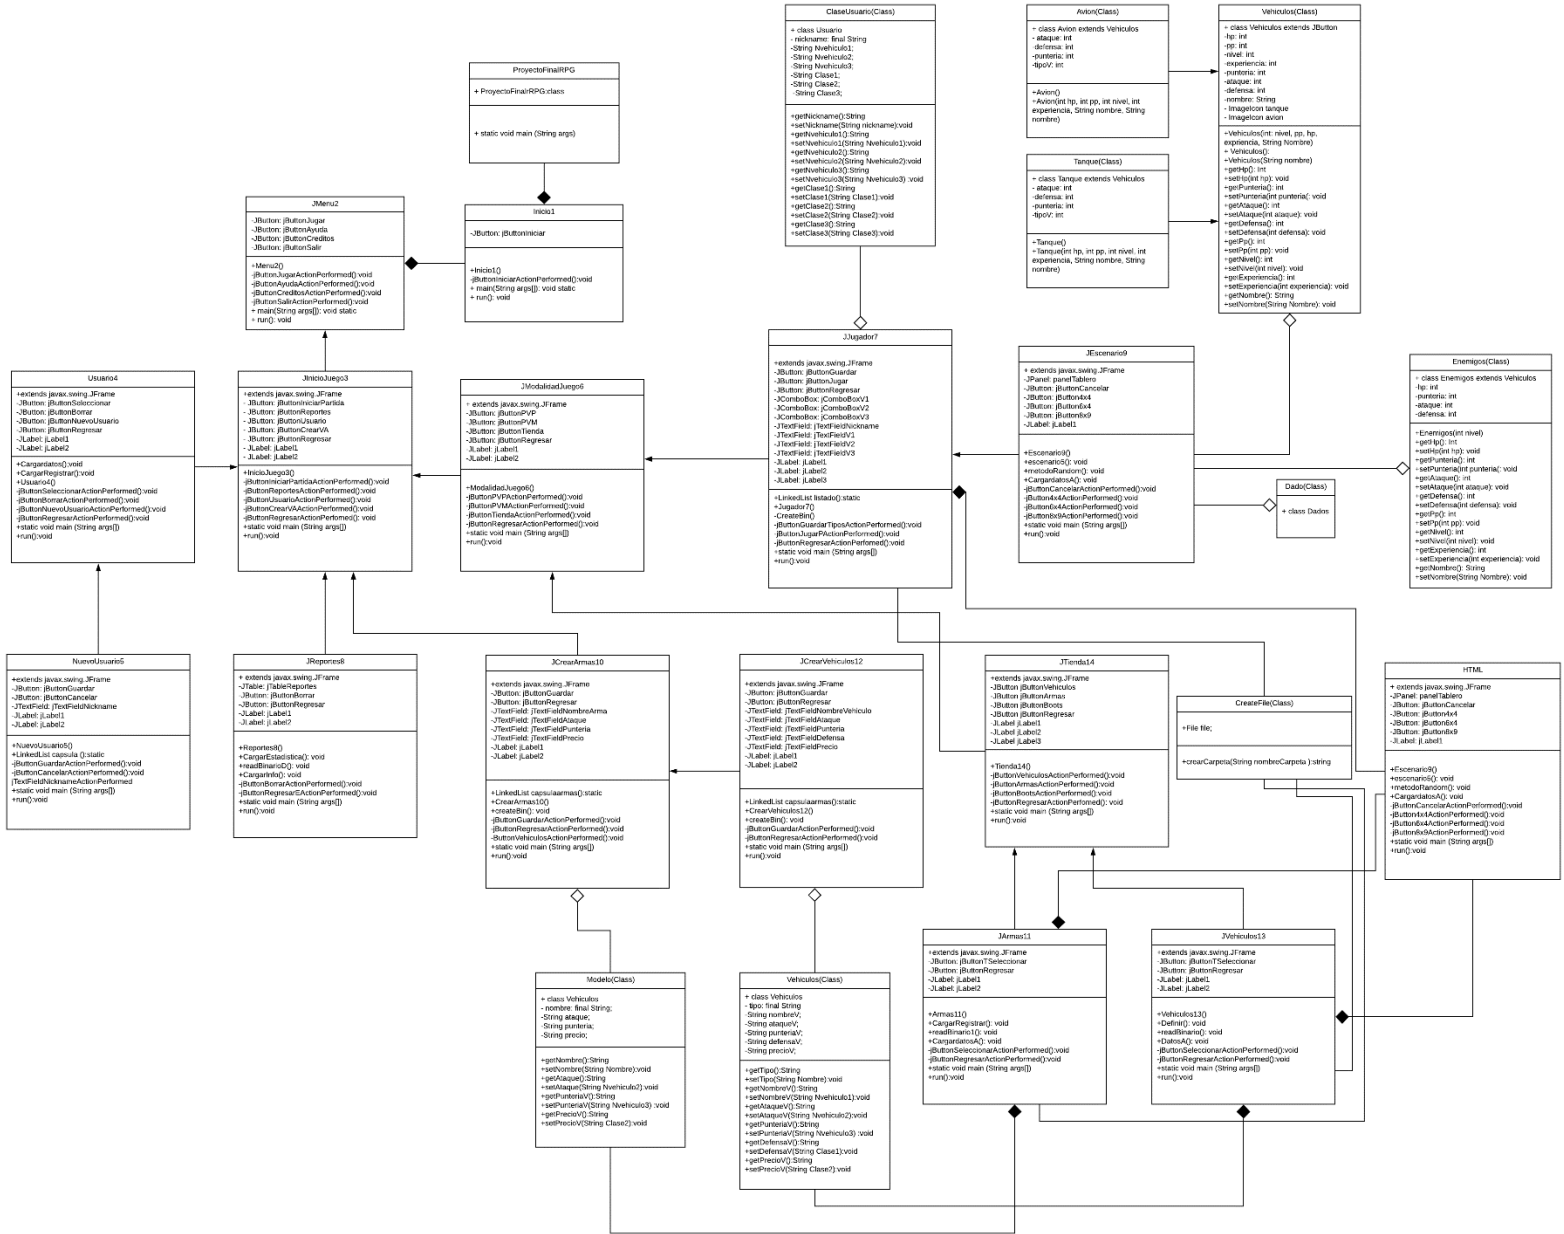 ClaseUsuario(Class)
+ class Usuario
- nickname: final String
-String Nvehiculo1;
-String Nvehiculo2;
-String Nvehiculo3;
-String Clase1;
-String Clase2;
-String Clase3;
+getNickname():String
+setNickname(String nickname):void
+getNvehiculo1():String
+setNvehiculo1(String Nvehiculo1):void
+getNvehiculo2():String
+setNvehiculo2(String Nvehiculo2):void
+getNvehiculo3():String
+setNvehiculo3(String Nvehiculo3) :void
+getClase1():String
+setClase1(String Clase1):void
+getClase2():String
+setClase2(String Clase2):void
+getClase3():String
+setClase3(String Clase3):void
Avion(Class)
+ class Avion extends Vehiculos
- ataque: int
-defensa: int
-punteria: int
-tipoV: int
+Avion()
+Avion(int hp, int pp, int nivel, int
experiencia, String nombre, String
nombre)
Vehiculos(Class)
+ class Vehiculos extends JButton
-hp: int
-pp: int
-nivel: int
-experiencia: int
-punteria: int
-ataque: int
-defensa: int
-nombre: String
- ImageIcon tanque
- ImageIcon avion
+Vehiculos(int: nivel, pp, hp,
expriencia, String Nombre)
+ Vehiculos();
+Vehiculos(String nombre)
+getHp(): Int
+setHp(int hp): void
+getPunteria(): int
+setPunteria(int punteria(: void
+getAtaque(): int
+setAtaque(int ataque): void
+getDefensa(): int
+setDefensa(int defensa): void
+getPp(): int
+setPp(int pp): void
+getNivel(): int
+setNivel(int nivel): void
+getExperiencia(): int
+setExperiencia(int experiencia): void
+getNombre(): String
+setNombre(String Nombre): void
ProyectoFinalRPG
+ ProyectoFinalrRPG:class
+ static void main (String args)
Tanque(Class)
+ class Tanque extends Vehiculos
- ataque: int
-defensa: int
-punteria: int
-tipoV: int
+Tanque()
+Tanque(int hp, int pp, int nivel, int
experiencia, String nombre, String
nombre)
JMenu2
-JButton: jButtonJugar
-JButton: jButtonAyuda
-JButton: jButtonCreditos
-JButton: jButtonSalir
+Menu2()
-jButtonJugarActionPerformed():void
-jButtonAyudaActionPerformed():void
-jButtonCreditosActionPerformed():void
-jButtonSalirActionPerformed():void
+ main(String args[]): void static
+ run(): void
Inicio1
-JButton: jButtonIniciar
+Inicio1()
-jButtonIniciarActionPerformed():void
+ main(String args[]): void static
+ run(): void
Usuario4
+extends javax.swing.JFrame
-JButton: jButtonSeleccionar
-JButton: jButtonBorrar
-JButton: jButtonNuevoUsuario
-JButton: jButtonRegresar
-JLabel: jLabel1
-JLabel: jLabel2
+Cargardatos():void
+CargarRegistrar():void
+Usuario4()
-jButtonSeleccionarActionPerformed():void
-jButtonBorrarActionPerformed():void
-jButtonNuevoUsuarioActionPerformed():void
-jButtonRegresarActionPerformed():void
+static void main (String args[])
+run():void
JInicioJuego3
+extends javax.swing.JFrame
- JButton: jButtonIniciarPartida
- JButton: jButtonReportes
- JButton: jButtonUsuario
- JButton: jButtonCrearVA
- JButton: jButtonRegresar
- JLabel: jLabel1
- JLabel: jLabel2
+InicioJuego3()
-jButtonIniciarPartidaActionPerformed():void
-jButtonReportesActionPerformed():void
-jButtonUsuarioActionPerformed():void
-jButtonCrearVAActionPerformed():void
-jButtonRegresarActionPerformed(): void
+static void main (String args[])
+run():void
JModalidadJuego6
+ extends javax.swing.JFrame
-JButton: jButtonPVP
-JButton: jButtonPVM
-JButton: jButtonTienda
-JButton: jButtonRegresar
-JLabel: jLabel1
-JLabel: jLabel2
+ModalidadJuego6()
-jButtonPVPActionPerformed():void
-jButtonPVMActionPerformed():void
-jButtonTiendaActionPerformed():void
-jButtonRegresarActionPerformed():void
+static void main (String args[])
+run():void
JJugador7
+extends javax.swing.JFrame
-JButton: jButtonGuardar
-JButton: jButtonJugar
-JButton: jButtonRegresar
-JComboBox: jComboBoxV1
-JComboBox: jComboBoxV2
-JComboBox: jComboBoxV3
-JTextField: jTextFieldNickname
-JTextField: jTextFieldV1
-JTextField: jTextFieldV2
-JTextField: jTextFieldV3
-JLabel: jLabel1
-JLabel: jLabel2
-JLabel: jLabel3
+LinkedList listado():static
+Jugador7()
-CreateBin()
-jButtonGuardarTiposActionPerformed():void
-jButtonJugarPActionPerformed():void
-jButtonRegresarActionPerfomed():void
+static void main (String args[])
+run():void
JEscenario9
+ extends javax.swing.JFrame
-JPanel: panelTablero
-JButton: jButtonCancelar
-JButton: jButton4x4
-JButton: jButton6x4
-JButton: jButton8x9
-JLabel: jLabel1
+Escenario9()
+escenario5(): void
+metodoRandom(): void
+CargardatosA(): void
-jButtonCancelarActionPerformed():void
-jButton4x4ActionPerformed():void
-jButton6x4ActionPerformed():void
-jButton8x9ActionPerformed():void
+static void main (String args[])
+run():void
Dado(Class)
+ class Dados
Enemigos(Class)
+ class Enemigos extends Vehiculos
-hp: int
-punteria: int
-ataque: int
-defensa: int
+Enemigos(int nivel)
+getHp(): Int
+setHp(int hp): void
+getPunteria(): int
+setPunteria(int punteria(: void
+getAtaque(): int
+setAtaque(int ataque): void
+getDefensa(): int
+setDefensa(int defensa): void
+getPp(): int
+setPp(int pp): void
+getNivel(): int
+setNivel(int nivel): void
+getExperiencia(): int
+setExperiencia(int experiencia): void
+getNombre(): String
+setNombre(String Nombre): void
NuevoUsuario5
+extends javax.swing.JFrame
-JButton: jButtonGuardar
-JButton: jButtonCancelar
-JTextField: jTextFieldNickname
-JLabel: jLabel1
-JLabel: jLabel2
+NuevoUsuario5()
+LinkedList capsula ():static
-jButtonGuardarActionPerformed():void
-jButtonCancelarActionPerformed():void
jTextFieldNicknameActionPerformed
+static void main (String args[])
+run():void
JReportes8
+ extends javax.swing.JFrame
-JTable: jTableReportes
-JButton: jButtonBorrar
-JButton: jButtonRegresar
-JLabel: jLabel1
-JLabel: jLabel2
+Reportes8()
+CargarEstadistica(): void
+readBinarioD(): void
+CargarInfo(): void
-jButtonBorrarActionPerformed():void
-jButtonRegresarEActionPerformed():void
+static void main (String args[])
+run():void
JCrearArmas10
+extends javax.swing.JFrame
-JButton: jButtonGuardar
-JButton: jButtonRegresar
-JTextField: jTextFieldNombreArma
-JTextField: jTextFieldAtaque
-JTextField: jTextFieldPunteria
-JTextField: jTextFieldPrecio
-JLabel: jLabel1
-JLabel: jLabel2
+LinkedList capsulaarmas():static
+CrearArmas10()
+createBin(): void
-jButtonGuardarActionPerformed():void
-jButtonRegresarActionPerformed():void
-ButtonVehiculosActionPerformed():void
+static void main (String args[])
+run():void
JCrearVehiculos12
+extends javax.swing.JFrame
-JButton: jButtonGuardar
-JButton: jButtonRegresar
-JTextField: jTextFieldNombreVehiculo
-JTextField: jTextFieldAtaque
-JTextField: jTextFieldPunteria
-JTextField: jTextFieldDefensa
-JTextField: jTextFieldPrecio
-JLabel: jLabel1
-JLabel: jLabel2
+LinkedList capsulaarmas():static
+CrearVehiculos12()
+createBin(): void
-jButtonGuardarActionPerformed():void
-jButtonRegresarActionPerformed():void
+static void main (String args[])
+run():void
JTienda14
+extends javax.swing.JFrame
-JButton jButtonVehiculos
-JButton jButtonArmas
-JButton jButtonBoots
-JButton jButtonRegresar
-JLabel jLabel1
-JLabel jLabel2
-JLabel jLabel3
+Tienda14()
-jButtonVehiculosActionPerformed():void
-jButtonArmasActionPerformed():void
-jButtonBootsActionPerformed():void
-jButtonRegresarActionPerfomed(): void
+static void main (String args[])
+run():void
CreateFile(Class)
+File file;
+crearCarpeta(String nombreCarpeta ):string
HTML
+ extends javax.swing.JFrame
-JPanel: panelTablero
-JButton: jButtonCancelar
-JButton: jButton4x4
-JButton: jButton6x4
-JButton: jButton8x9
-JLabel: jLabel1
+Escenario9()
+escenario5(): void
+metodoRandom(): void
+CargardatosA(): void
-jButtonCancelarActionPerformed():void
-jButton4x4ActionPerformed():void
-jButton6x4ActionPerformed():void
-jButton8x9ActionPerformed():void
+static void main (String args[])
+run():void
Modelo(Class)
+ class Vehiculos
- nombre: final String;
-String ataque;
-String punteria;
-String precio;
+getNombre():String
+setNombre(String Nombre):void
+getAtaque():String
+setAtaque(String Nvehiculo2):void
+getPunteriaV():String
+setPunteriaV(String Nvehiculo3) :void
+getPrecioV():String
+setPrecioV(String Clase2):void
Vehiculos(Class)
+ class Vehiculos
- tipo: final String
-String nombreV;
-String ataqueV;
-String punteriaV;
-String defensaV;
-String precioV;
+getTipo():String
+setTipo(String Nombre):void
+getNombreV():String
+setNombreV(String Nvehiculo1):void
+getAtaqueV():String
+setAtaqueV(String Nvehiculo2):void
+getPunteriaV():String
+setPunteriaV(String Nvehiculo3) :void
+getDefensaV():String
+setDefensaV(String Clase1):void
+getPrecioV():String
+setPrecioV(String Clase2):void
JArmas11
+extends javax.swing.JFrame
-JButton: jButtonTSeleccionar
-JButton: jButtonRegresar
-JLabel: jLabel1
-JLabel: jLabel2
+Armas11()
+CargarRegistrar(): void
+readBinario1(): void
+CargardatosA(): void
-jButtonSeleccionarActionPerformed():void
-jButtonRegresarActionPerformed():void
+static void main (String args[])
+run():void
JVehiculos13
+extends javax.swing.JFrame
-JButton: jButtonTSeleccionar
-JButton: jButtonRegresar
-JLabel: jLabel1
-JLabel: jLabel2
+Vehiculos13()
+Definir(): void
+readBinario(): void
+DatosA(): void
-jButtonSeleccionarActionPerformed():void
-jButtonRegresarActionPerformed():void
+static void main (String args[])
+run():void